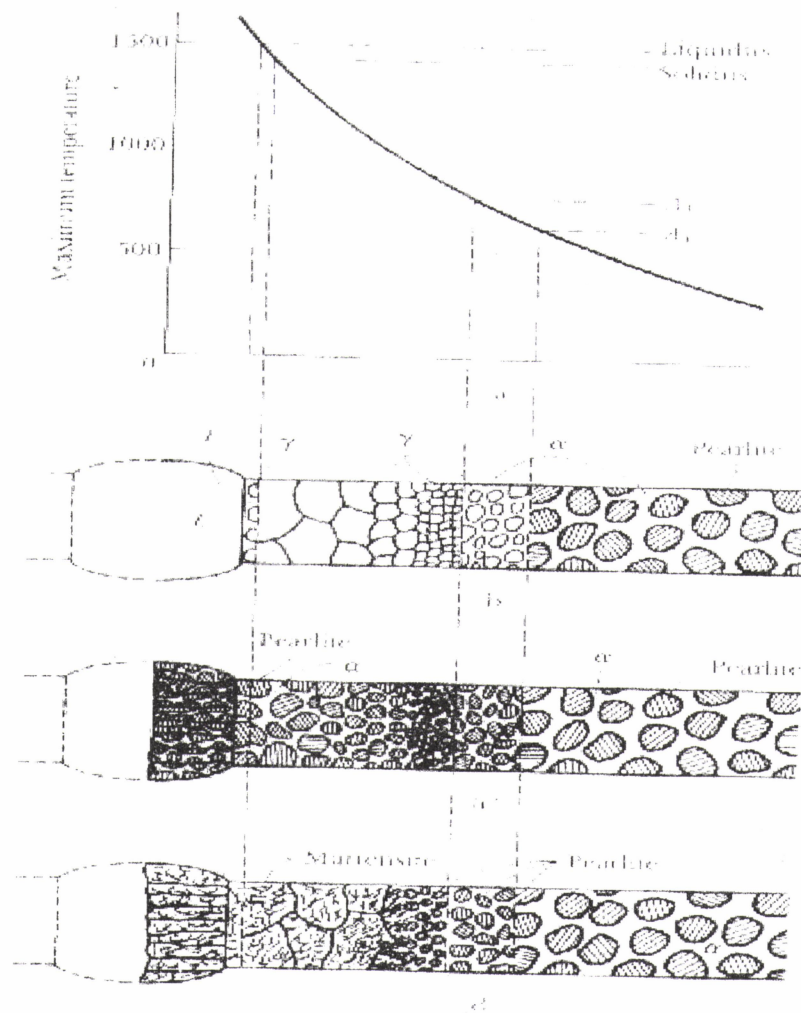 1500
Liquidus
Solidus
Maximum temperature
1000
500
0
a
γ
γ
α
Pearlite
b
Pearlite
α
α
Pearlite
Martensite
Pearlite
α
d